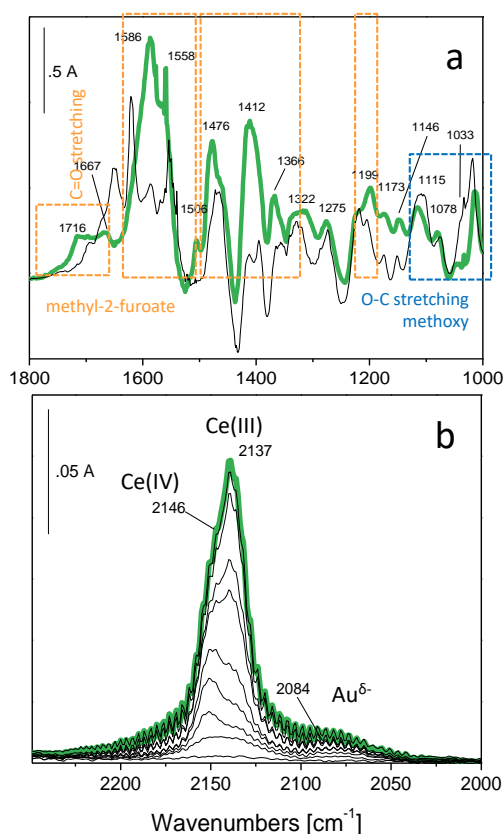 a
.5 A
1586
1558
1476
1412
1667
1716
1506
1366
1322
1275
1199
1173
1146
1115
1078
1033
C=O stretching
methyl-2-furoate
O-C stretching
methoxy
1800 1600 1400 1200 1000
b
.05 A
Ce(III)
2137
Ce(IV)
2146
2084
Auδ-
2200 2150 2100 2050 2000
Wavenumbers [cm-1]